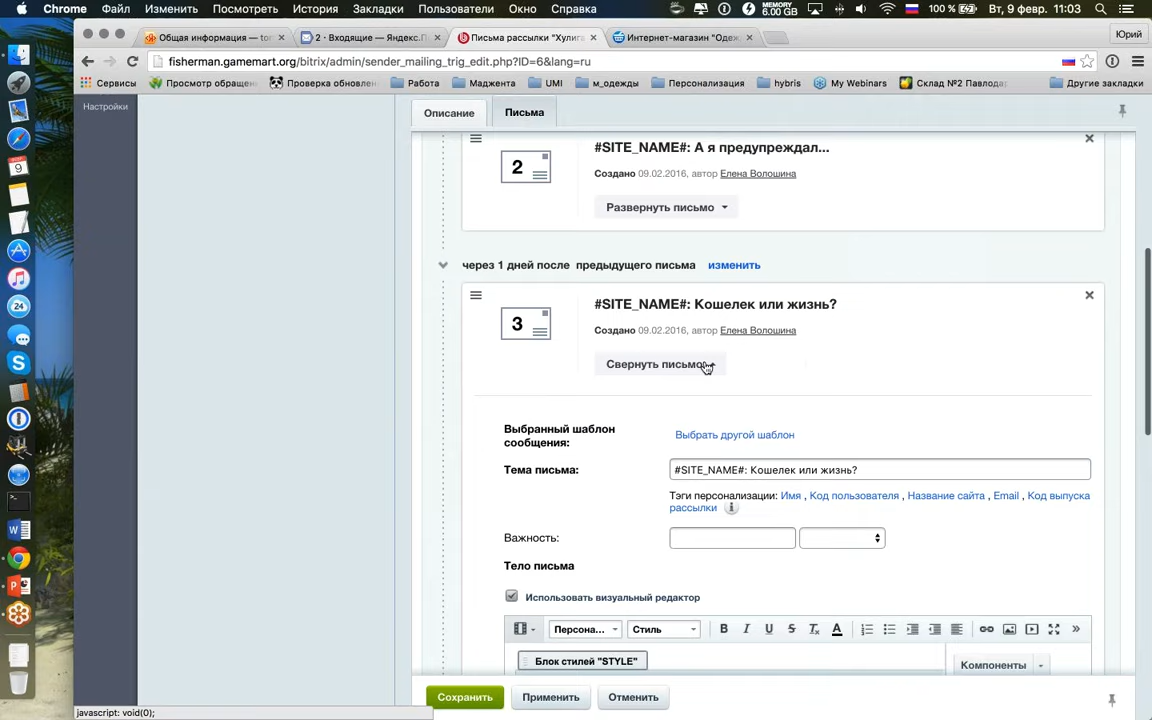 Chrome Файл Изменить Посмотреть История Закладки Пользователи Окно Справка MEMORY 6.00 GB 100 % Вт, 9 февр. 11:03
Общая информация — tor
2 · Входящие — Яндекс.П
Письма рассылки "Хулига
Интернет-магазин "Одеж
Юрий
fisherman.gamemart.org/bitrix/admin/sender_mailing_trig_edit.php?ID=6&lang=ru
Сервисы Просмотр обращен Проверка обновлен Работа Маджента UMI м_одежды Персонализация hybris My Webinars Склад №2 Павлода Другие закладки
Настройки
Описание Письма
2
#SITE_NAME#: А я предупреждал...
Создано 09.02.2016, автор Елена Волошина
Развернуть письмо
через 1 дней после предыдущего письма изменить
3
#SITE_NAME#: Кошелек или жизнь?
Создано 09.02.2016, автор Елена Волошина
Свернуть письмо
Выбранный шаблон
сообщения:
Выбрать другой шаблон
Тема письма: #SITE_NAME#: Кошелек или жизнь?
Тэги персонализации: Имя , Код пользователя , Название сайта , Email , Код выпуска
рассылки
Важность:
Тело письма
Использовать визуальный редактор
Персона... Стиль B I U S Tx A
Блок стилей "STYLE" Компоненты
Сохранить Применить Отменить
javascript: void(0);